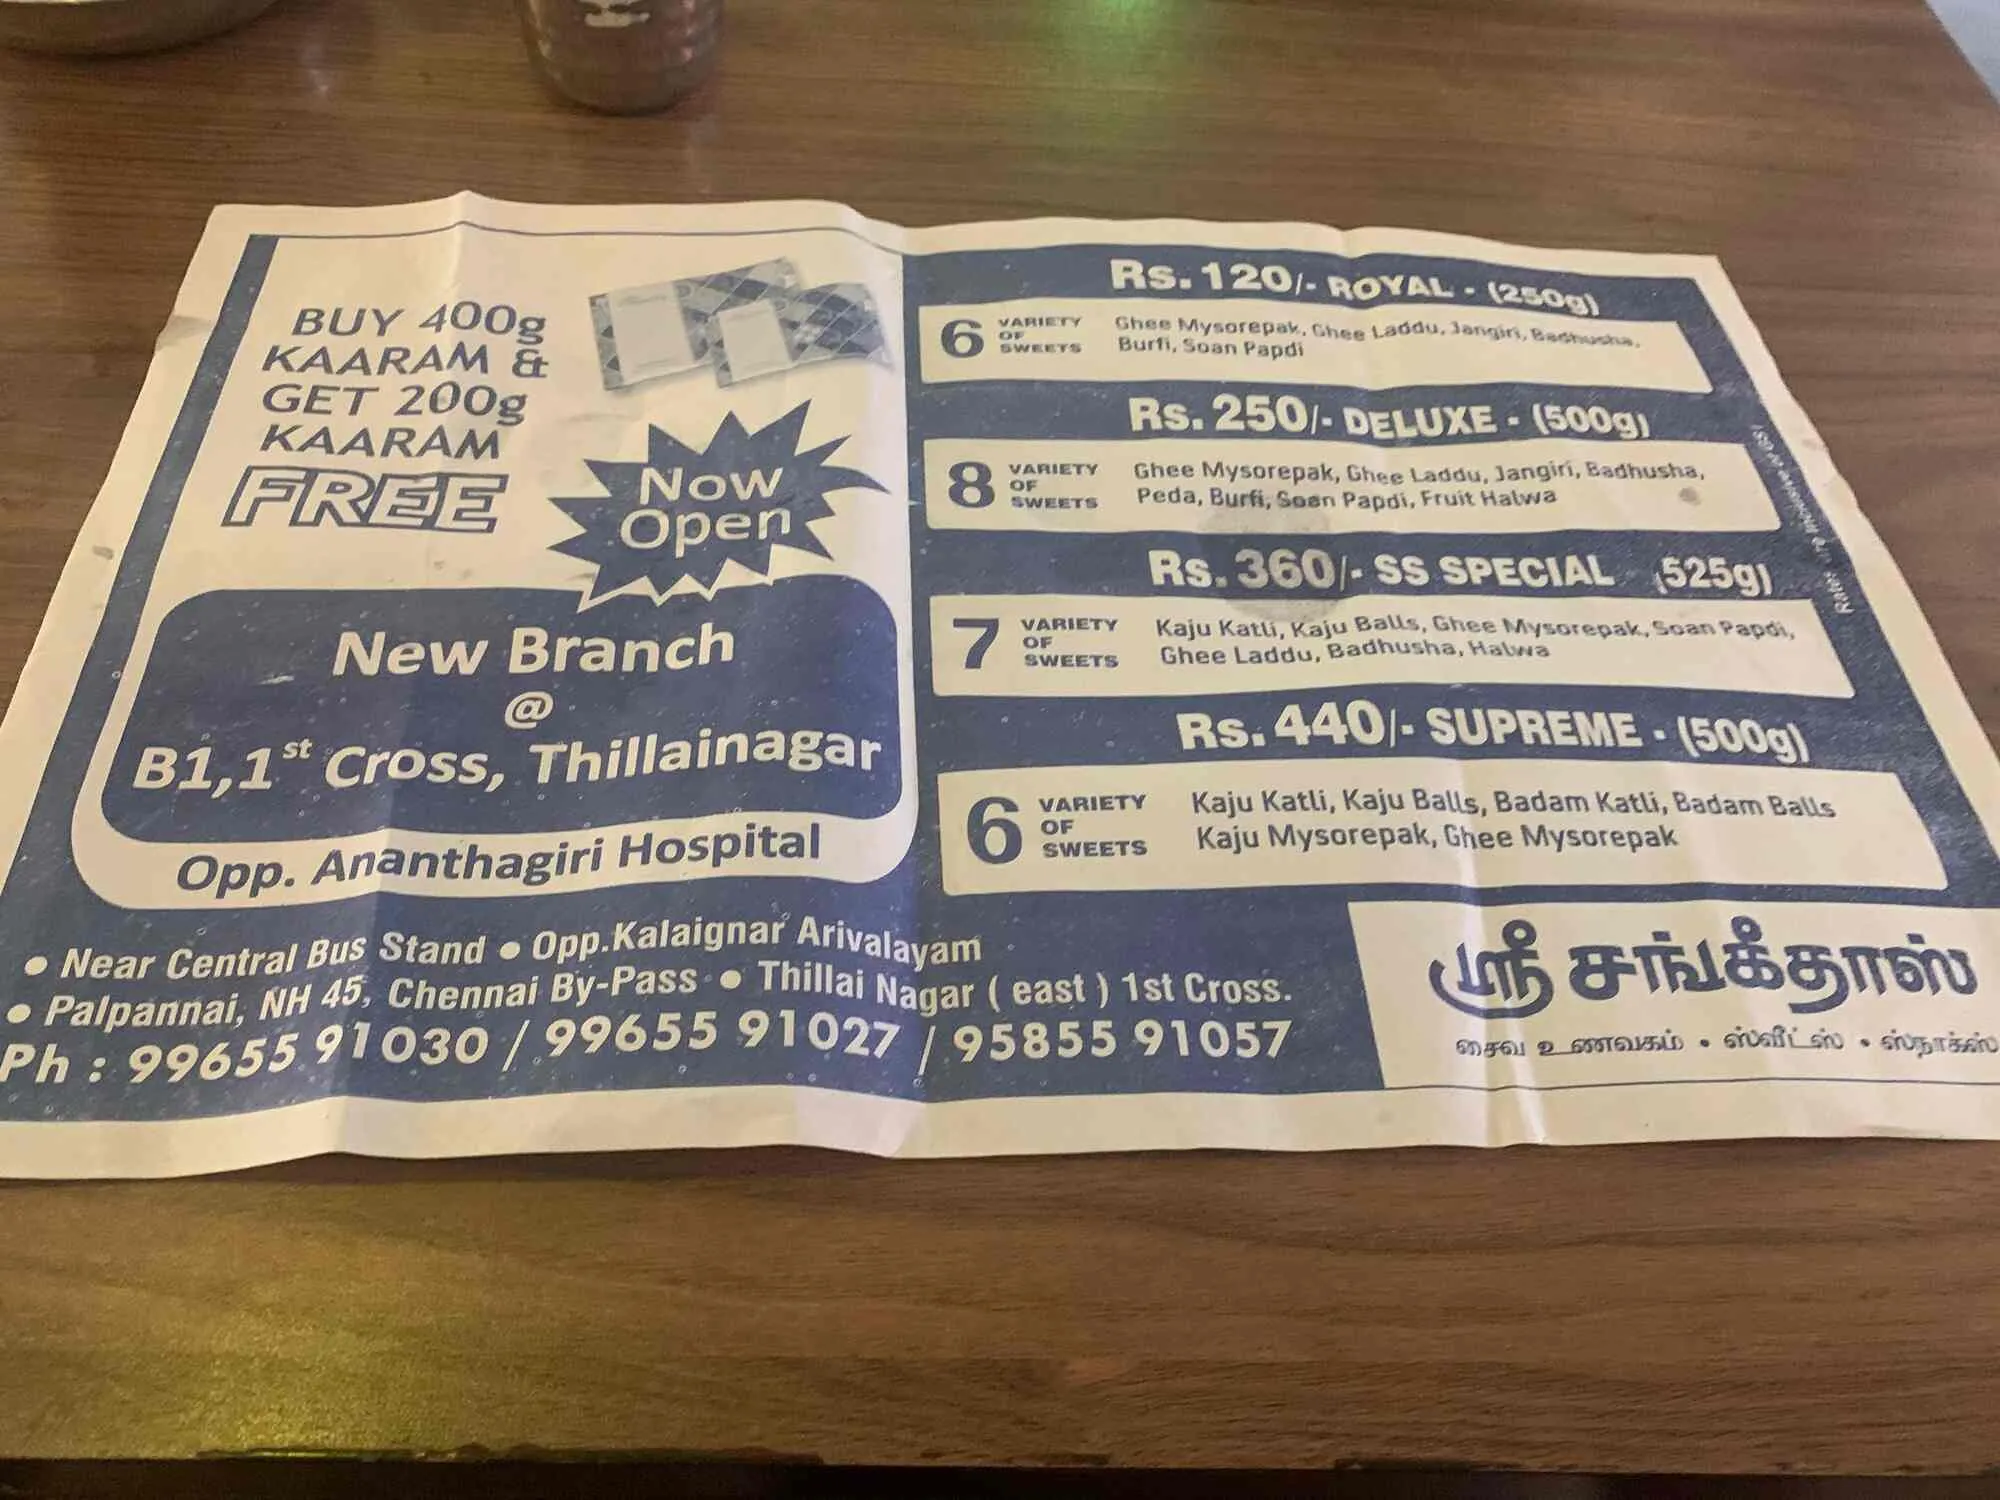 BUY 400g
KAARAM &
GET 200g
KAARAM
FREE
Now
Open
New Branch
@
B1,1st Cross, Thillainagar
Opp. Ananthagiri Hospital
• Near Central Bus Stand • Opp.Kalaignar Arivalayam
• Palpannai, NH 45, Chennai By-Pass • Thillai Nagar ( east ) 1st Cross.
Ph : 99655 91030 / 99655 91027 / 95855 91057
Rs. 120/- ROYAL - (250g)
6 VARIETY OF SWEETS
Ghee Mysorepak, Ghee Laddu, Jangiri, Badhusha,
Burfi, Soan Papdi
Rs. 250/- DELUXE - (500g)
8 VARIETY OF SWEETS
Ghee Mysorepak, Ghee Laddu, Jangiri, Badhusha,
Peda, Burfi, Soan Papdi, Fruit Halwa
Rs. 360/- SS SPECIAL (525g)
7 VARIETY OF SWEETS
Kaju Katli, Kaju Balls, Ghee Mysorepak, Soan Papdi,
Ghee Laddu, Badhusha, Halwa
Rs. 440/- SUPREME - (500g)
6 VARIETY OF SWEETS
Kaju Katli, Kaju Balls, Badam Katli, Badam Balls
Kaju Mysorepak, Ghee Mysorepak
ஸ்ரீ சங்கீதாஸ்
சைவ உணவகம் • ஸ்வீட்ஸ் • ஸ்நாக்ஸ்